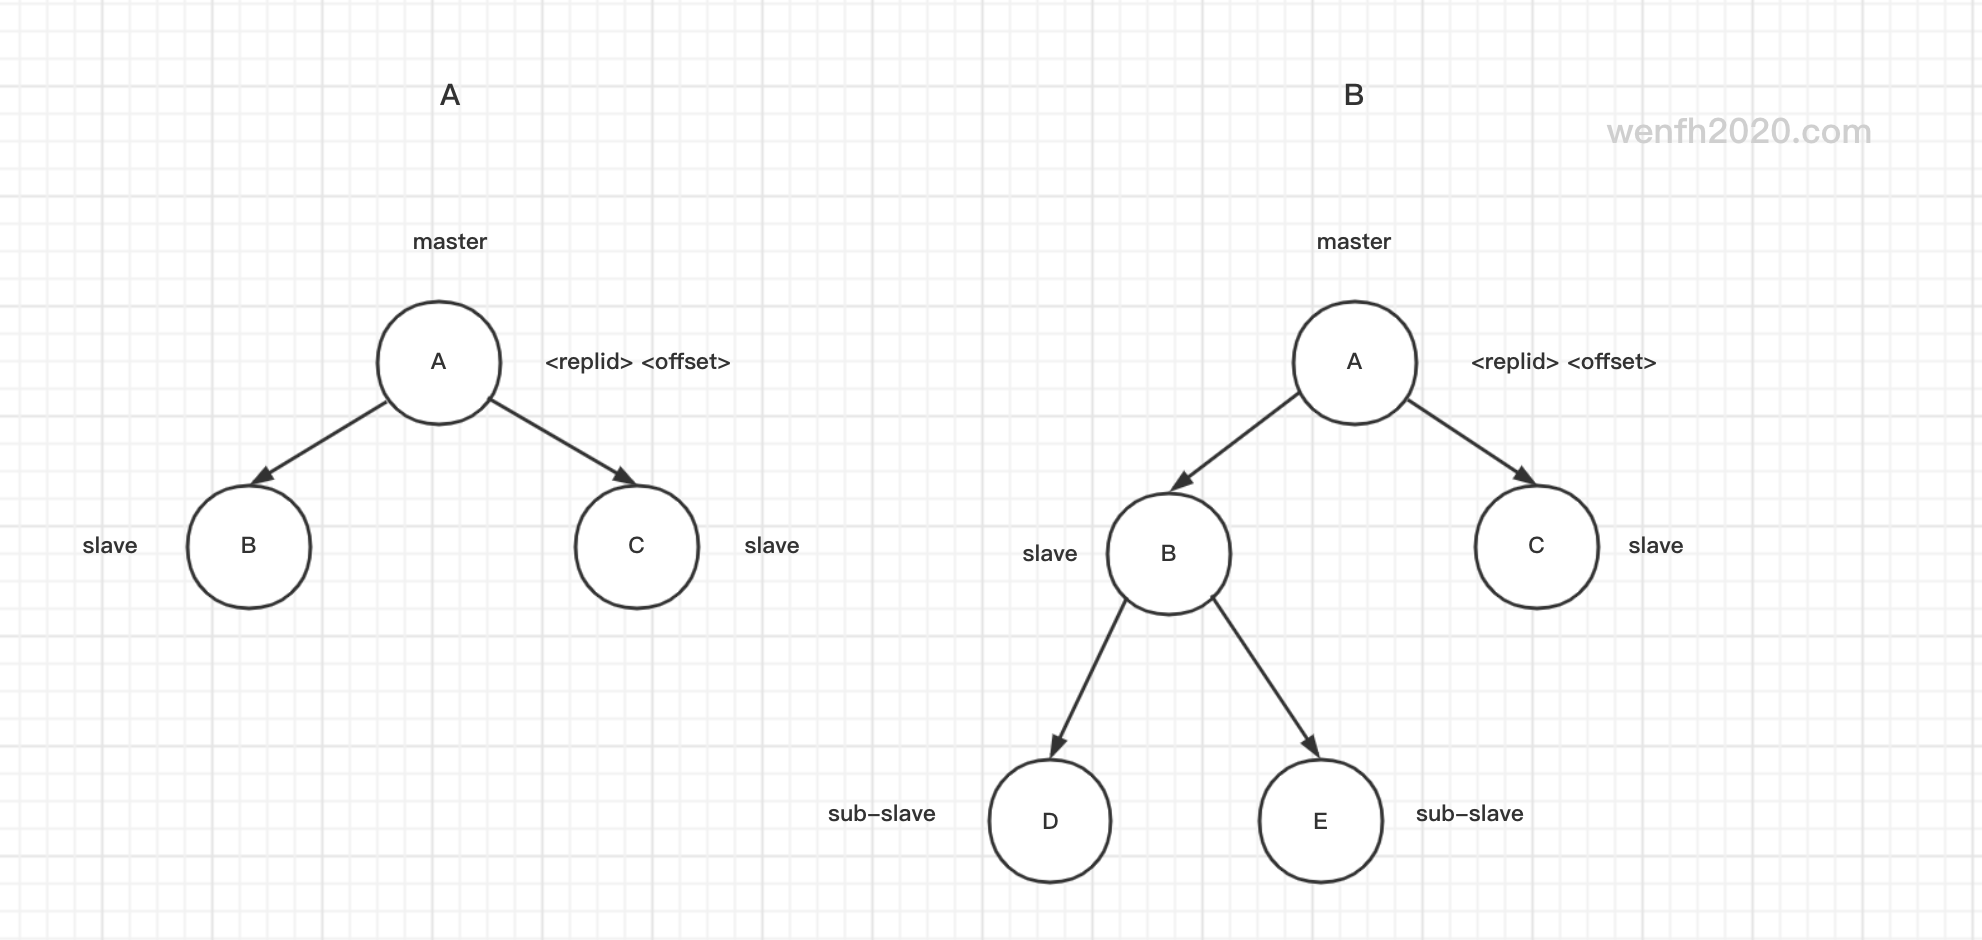 A
B
wenfh2020.com
master
master
A
<replid> <offset>
A
<replid> <offset>
slave
B
C
slave
slave
B
C
slave
sub-slave
D
E
sub-slave